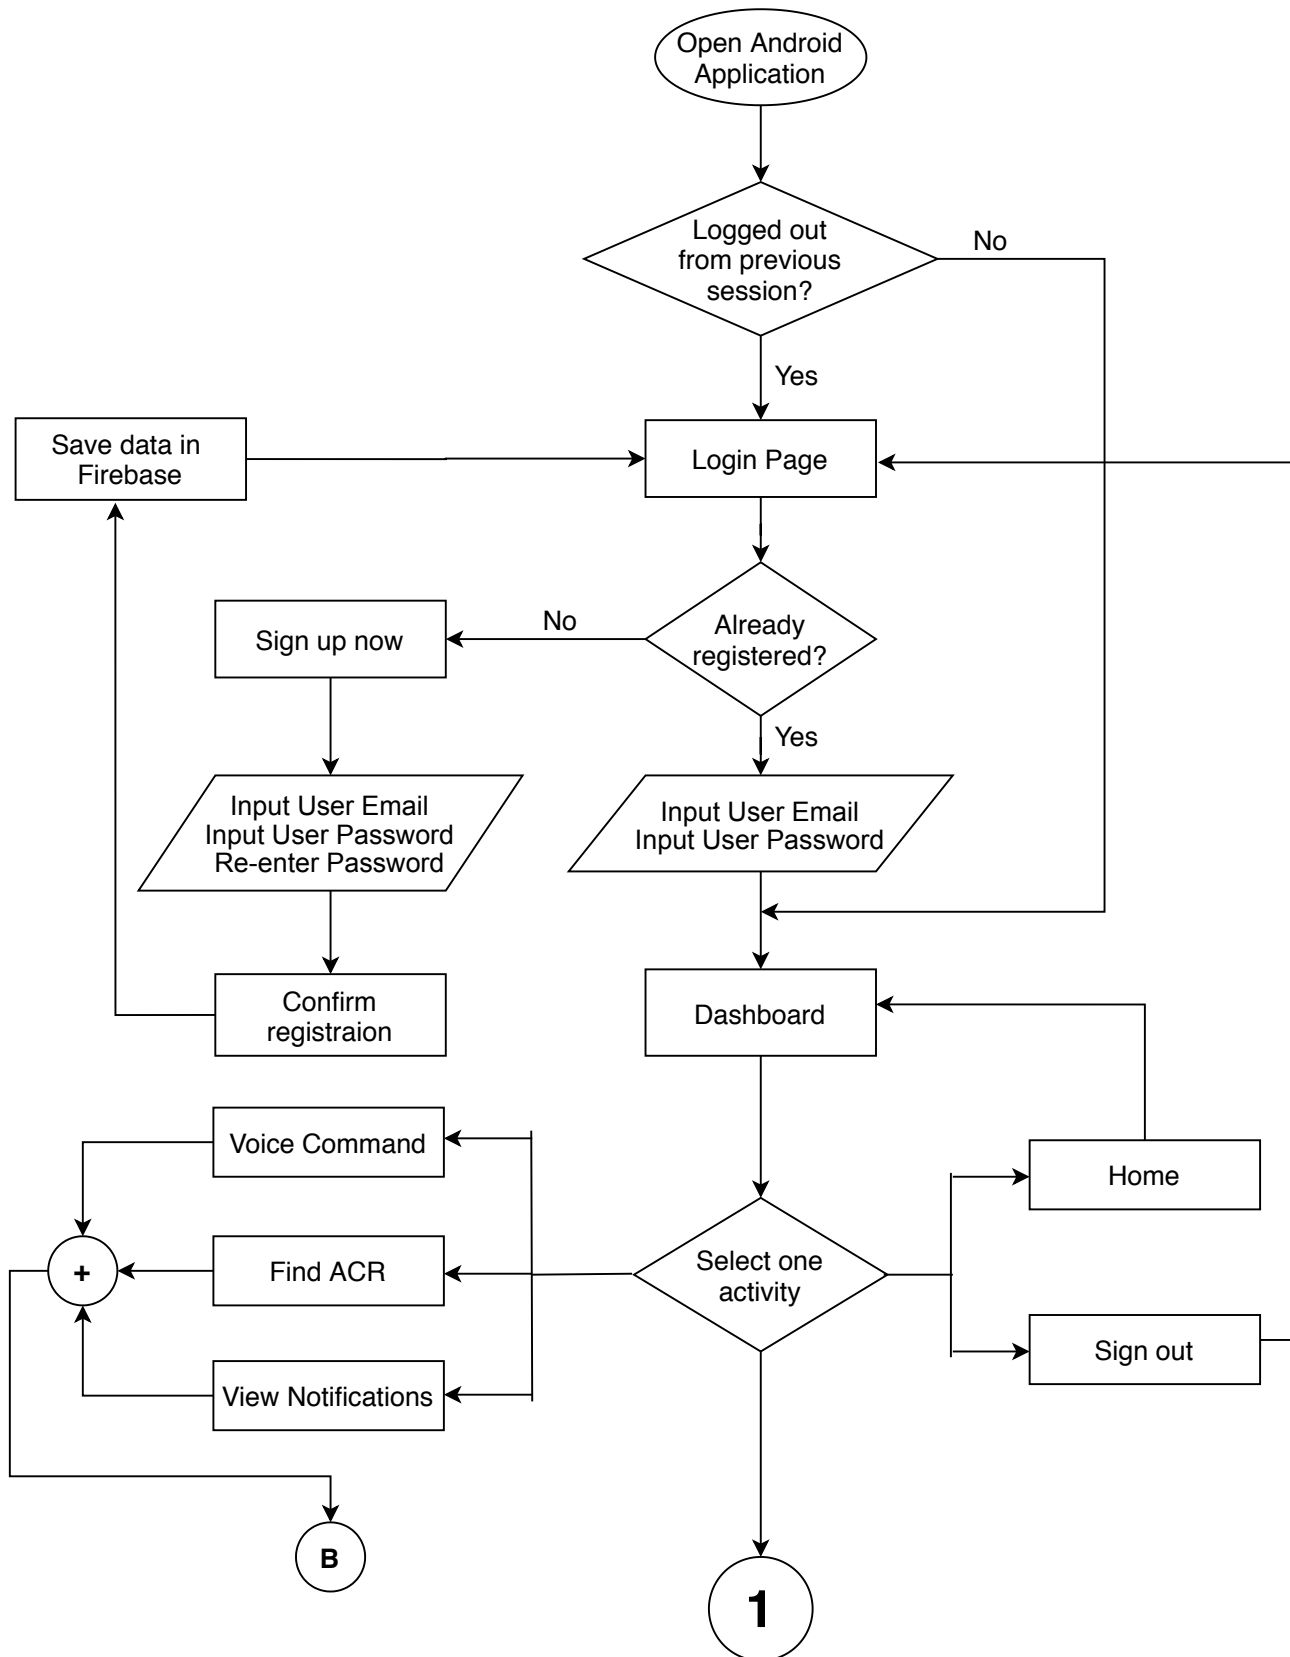 Open Android
Application
Logged out
from previous
session?
No
Yes
Save data in
Firebase
Login Page
Sign up now
No
Already
registered?
Yes
Input User Email
Input User Password
Re-enter Password
Input User Email
Input User Password
Confirm
registraion
Dashboard
Voice Command
Home
+
Find ACR
Select one
activity
Sign out
View Notifications
B
1